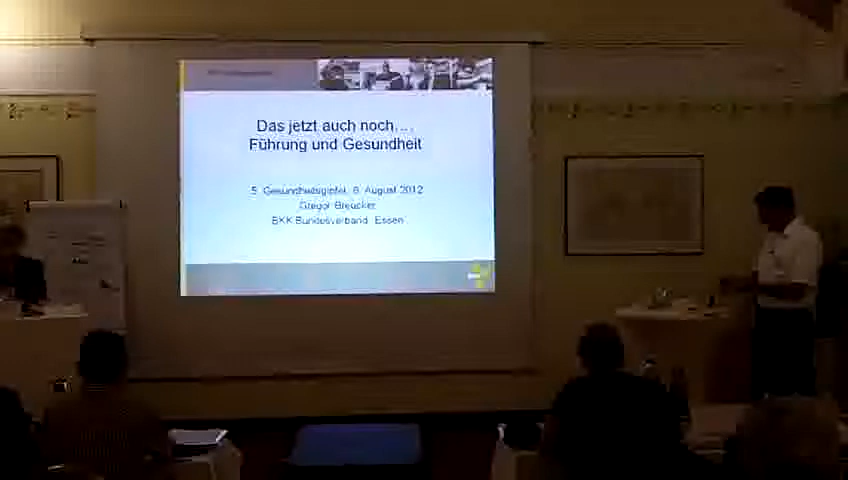 Das jetzt auch noch....
Führung und Gesundheit
5. Gesundheitsgipfel, 8. August 2012
Gregor Breucker
BKK Bundesverband, Essen